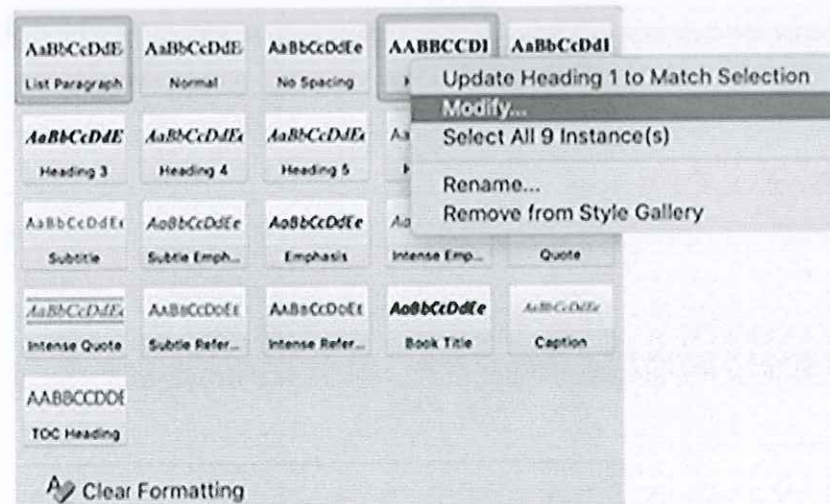 AaBbCcDdE AaBbCcDdE AaBbCcDdEe AABBCCDI AaBbCcDdI
List Paragraph Normal No Spacing
Update Heading 1 to Match Selection
Modify...
Select All 9 Instance(s)
Rename...
Remove from Style Gallery
AaBbCcDdE AaBbCcDdEe AaBbCcDdEe Aa
Heading 3 Heading 4 Heading 5
AaBbCcDdEe AaBbCcDdEe AaBbCcDdEe Aa
Subtitle Subtle Emph... Emphasis Intense Emp... Quote
AaBbCcDdEe AABBCCDDEE AABBCCDDEE AaBbCcDdEe AaBbCcDdEe
Intense Quote Subtle Refer... Intense Refer... Book Title Caption
AABBCCDDE
TOC Heading
Clear Formatting